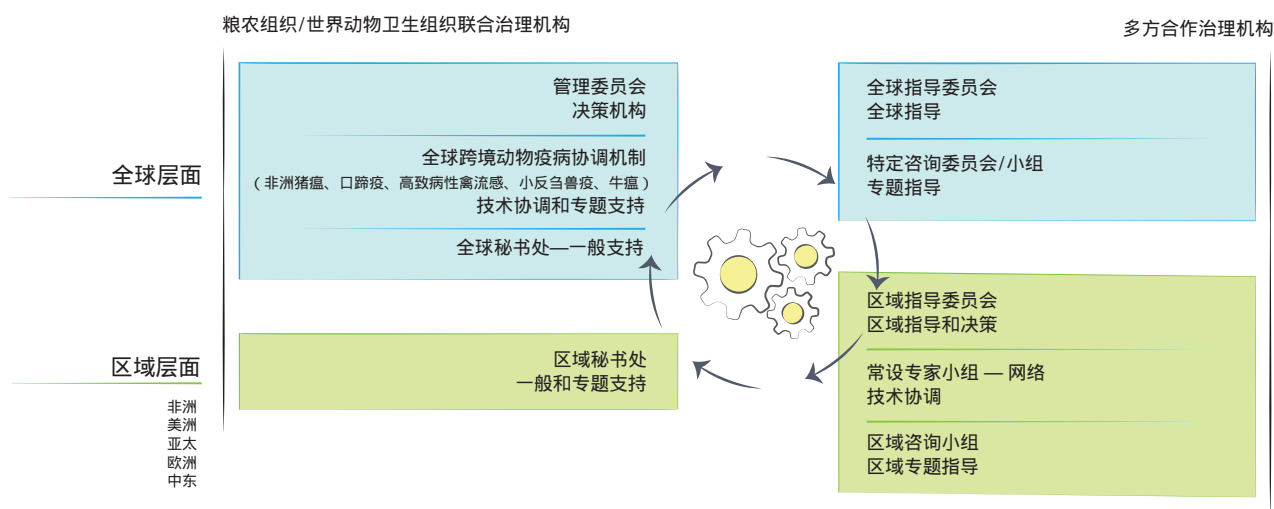 粮农组织/世界动物卫生组织联合治理机构
多方合作治理机构
全球层面
管理委员会
决策机构
全球跨境动物疫病协调机制
（非洲猪瘟、口蹄疫、高致病性禽流感、小反刍兽疫、牛瘟）
技术协调和专题支持
全球秘书处—一般支持
全球指导委员会
全球指导
特定咨询委员会/小组
专题指导
区域层面
非洲
美洲
亚太
欧洲
中东
区域秘书处
一般和专题支持
区域指导委员会
区域指导和决策
常设专家小组 — 网络
技术协调
区域咨询小组
区域专题指导